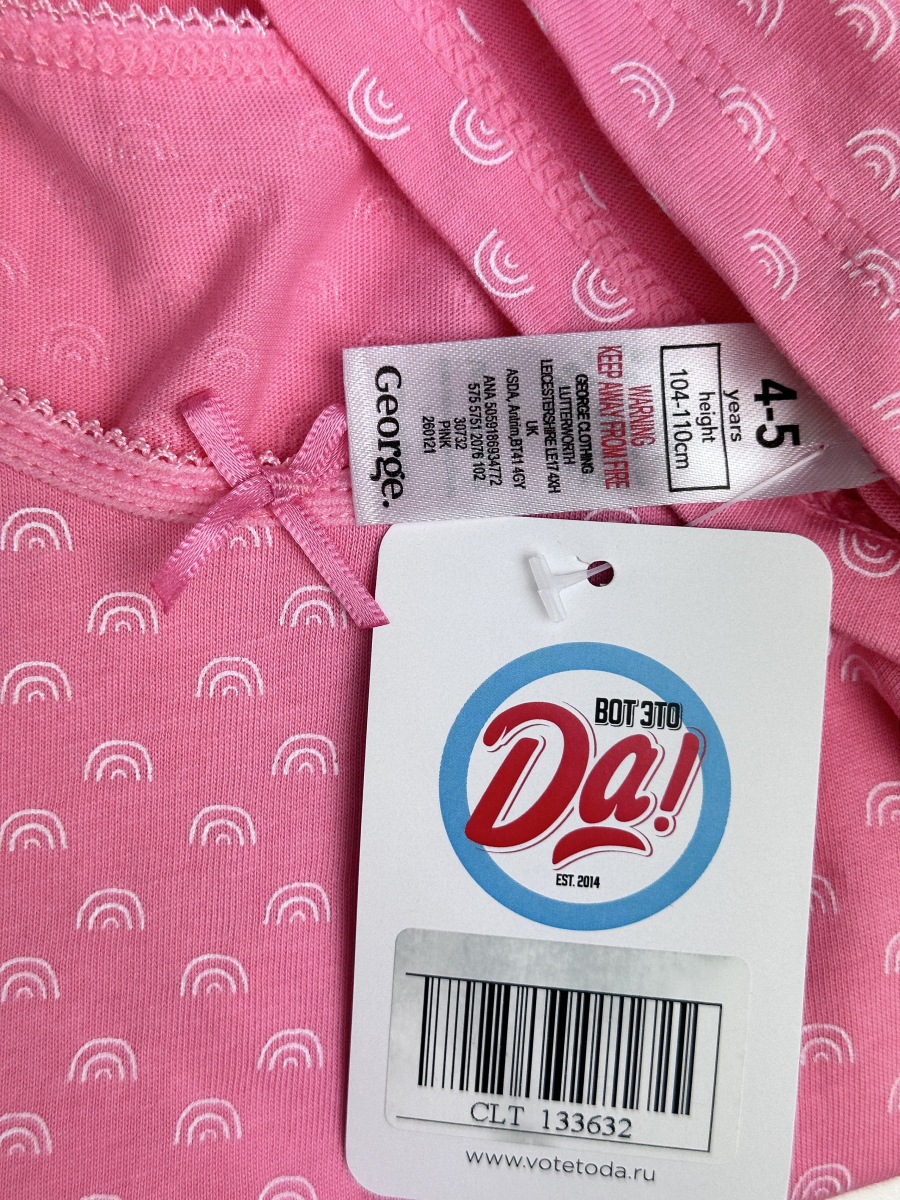 4-5
years
height
104-110cm
WARNING
KEEP AWAY FROM FIRE
GEORGE CLOTHING
LUTTERWORTH
LEICESTERSHIRE LE17 4XH
UK
ASDA, Antrim, BT41 4GY
ANA 5059186934772
575 5751 2076 102
30732
PINK
260121
George.
ВОТ ЭТО
Да!
EST. 2014
CLT 133632
www.votetoda.ru